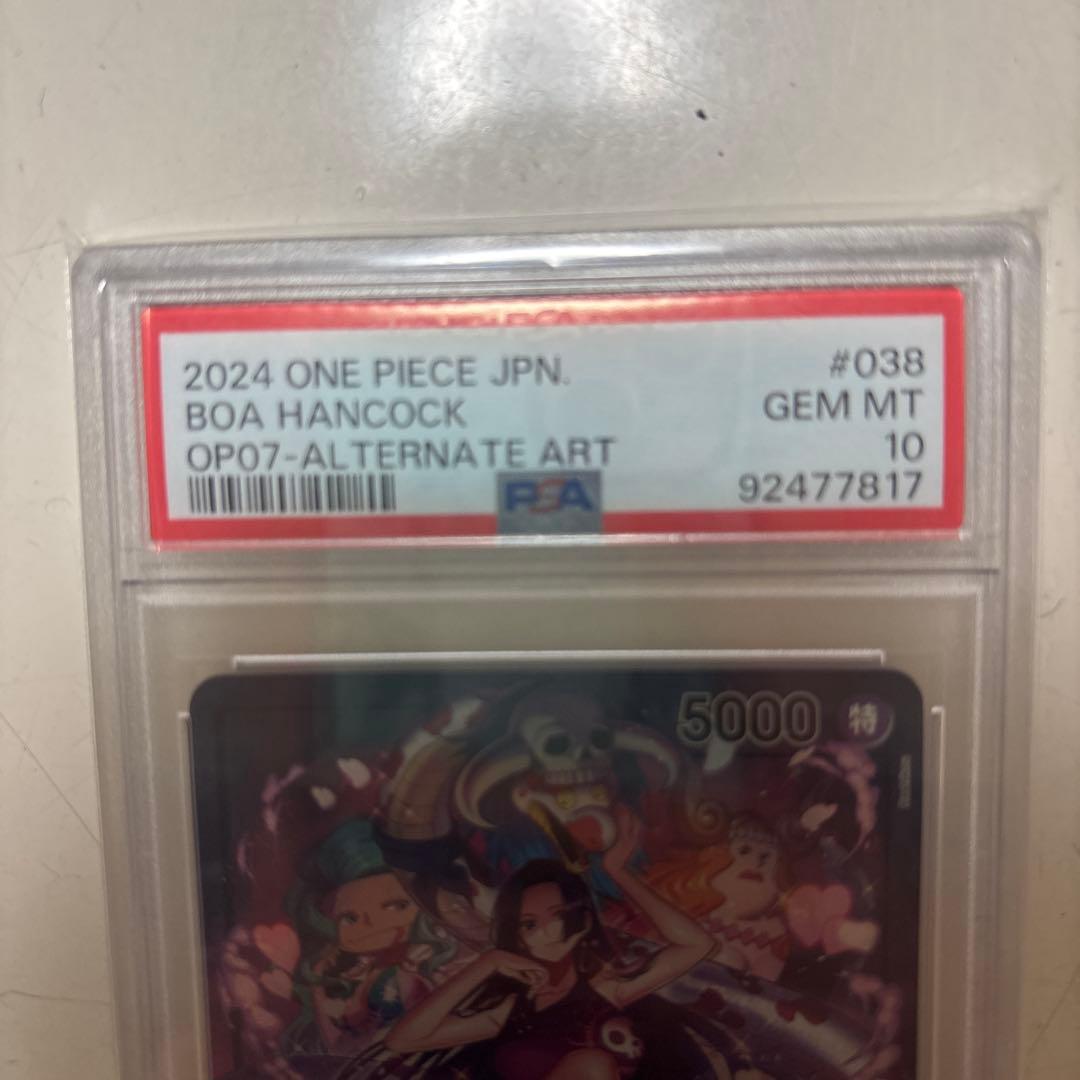 2024 ONE PIECE JPN.
#038
BOA HANCOCK
GEM MT
OP07-ALTERNATE ART
10
PSA
92477817
5000
特